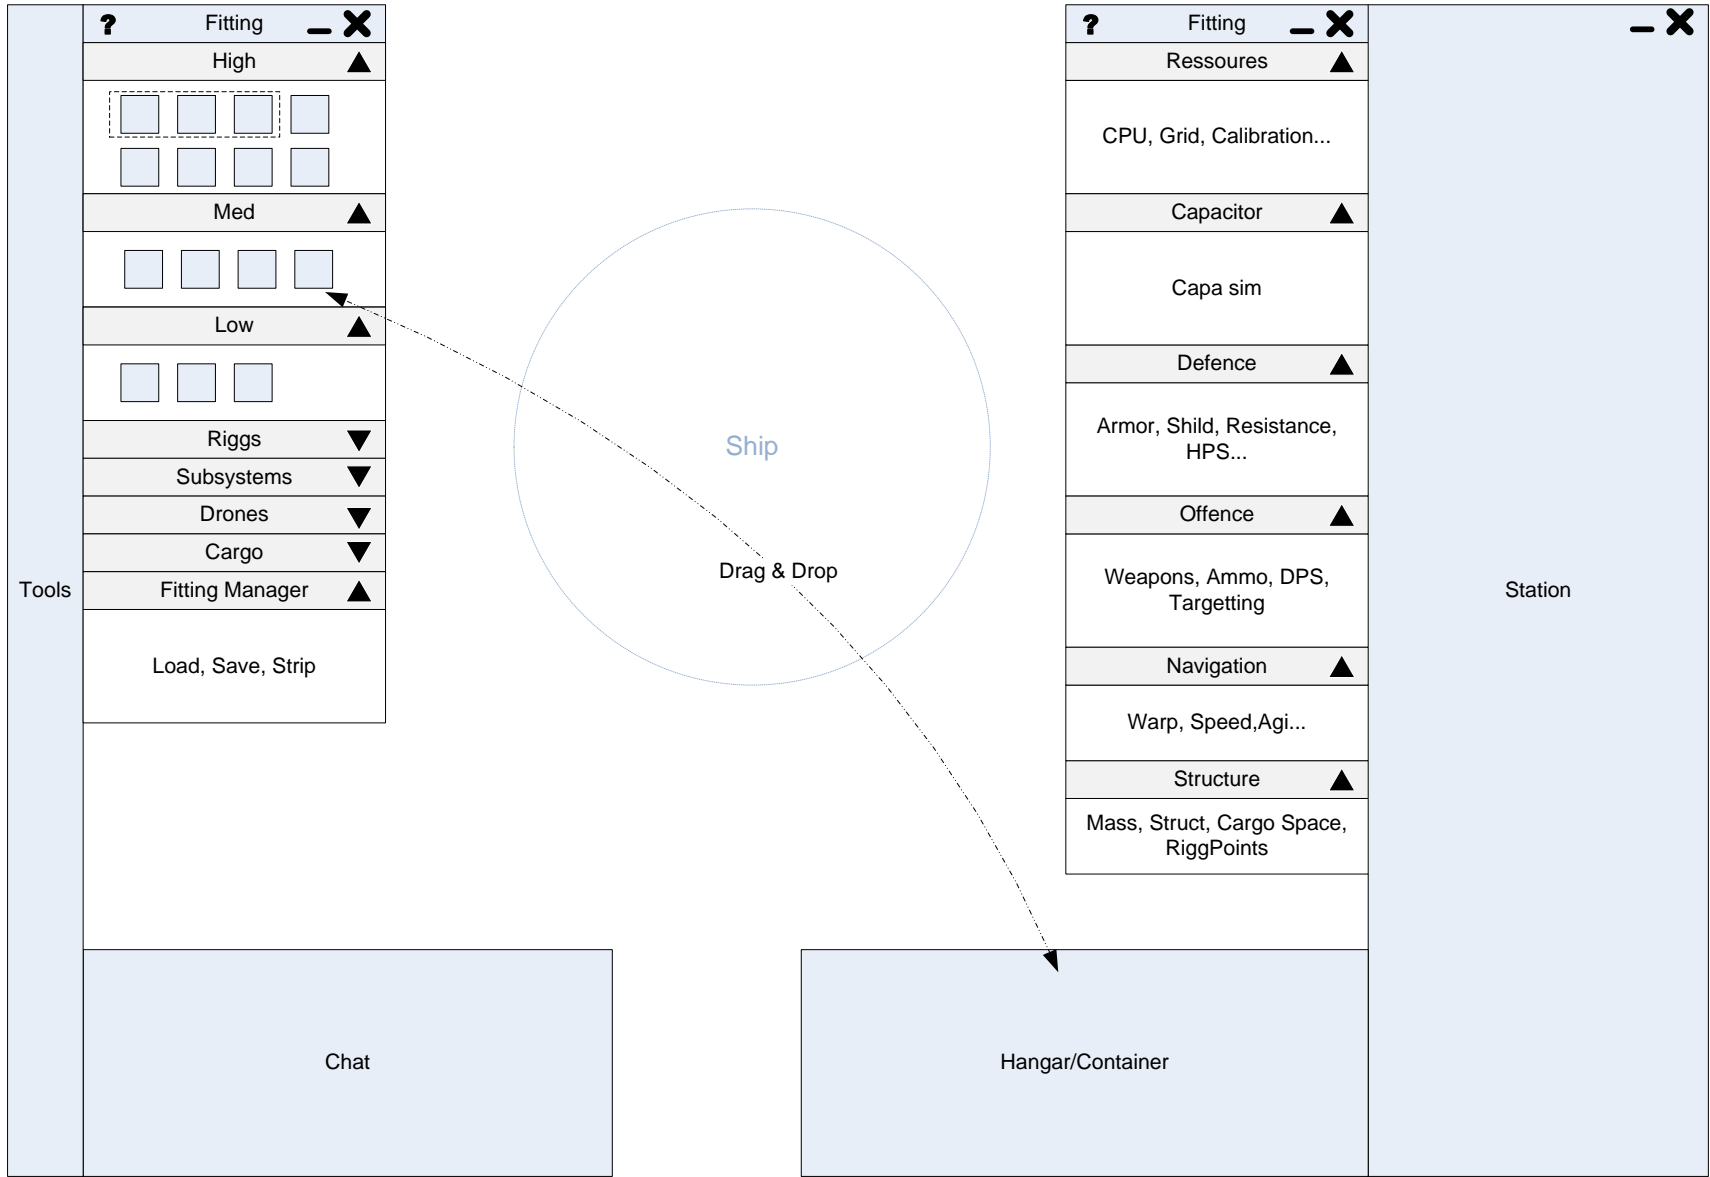 Tools
? Fitting
High
Med
Low
Riggs
Subsystems
Drones
Cargo
Fitting Manager
Load, Save, Strip
Ship
Drag & Drop
? Fitting
Ressoures
CPU, Grid, Calibration...
Capacitor
Capa sim
Defence
Armor, Shild, Resistance,
HPS...
Offence
Weapons, Ammo, DPS,
Targetting
Navigation
Warp, Speed,Agi...
Structure
Mass, Struct, Cargo Space,
RiggPoints
Station
Chat
Hangar/Container